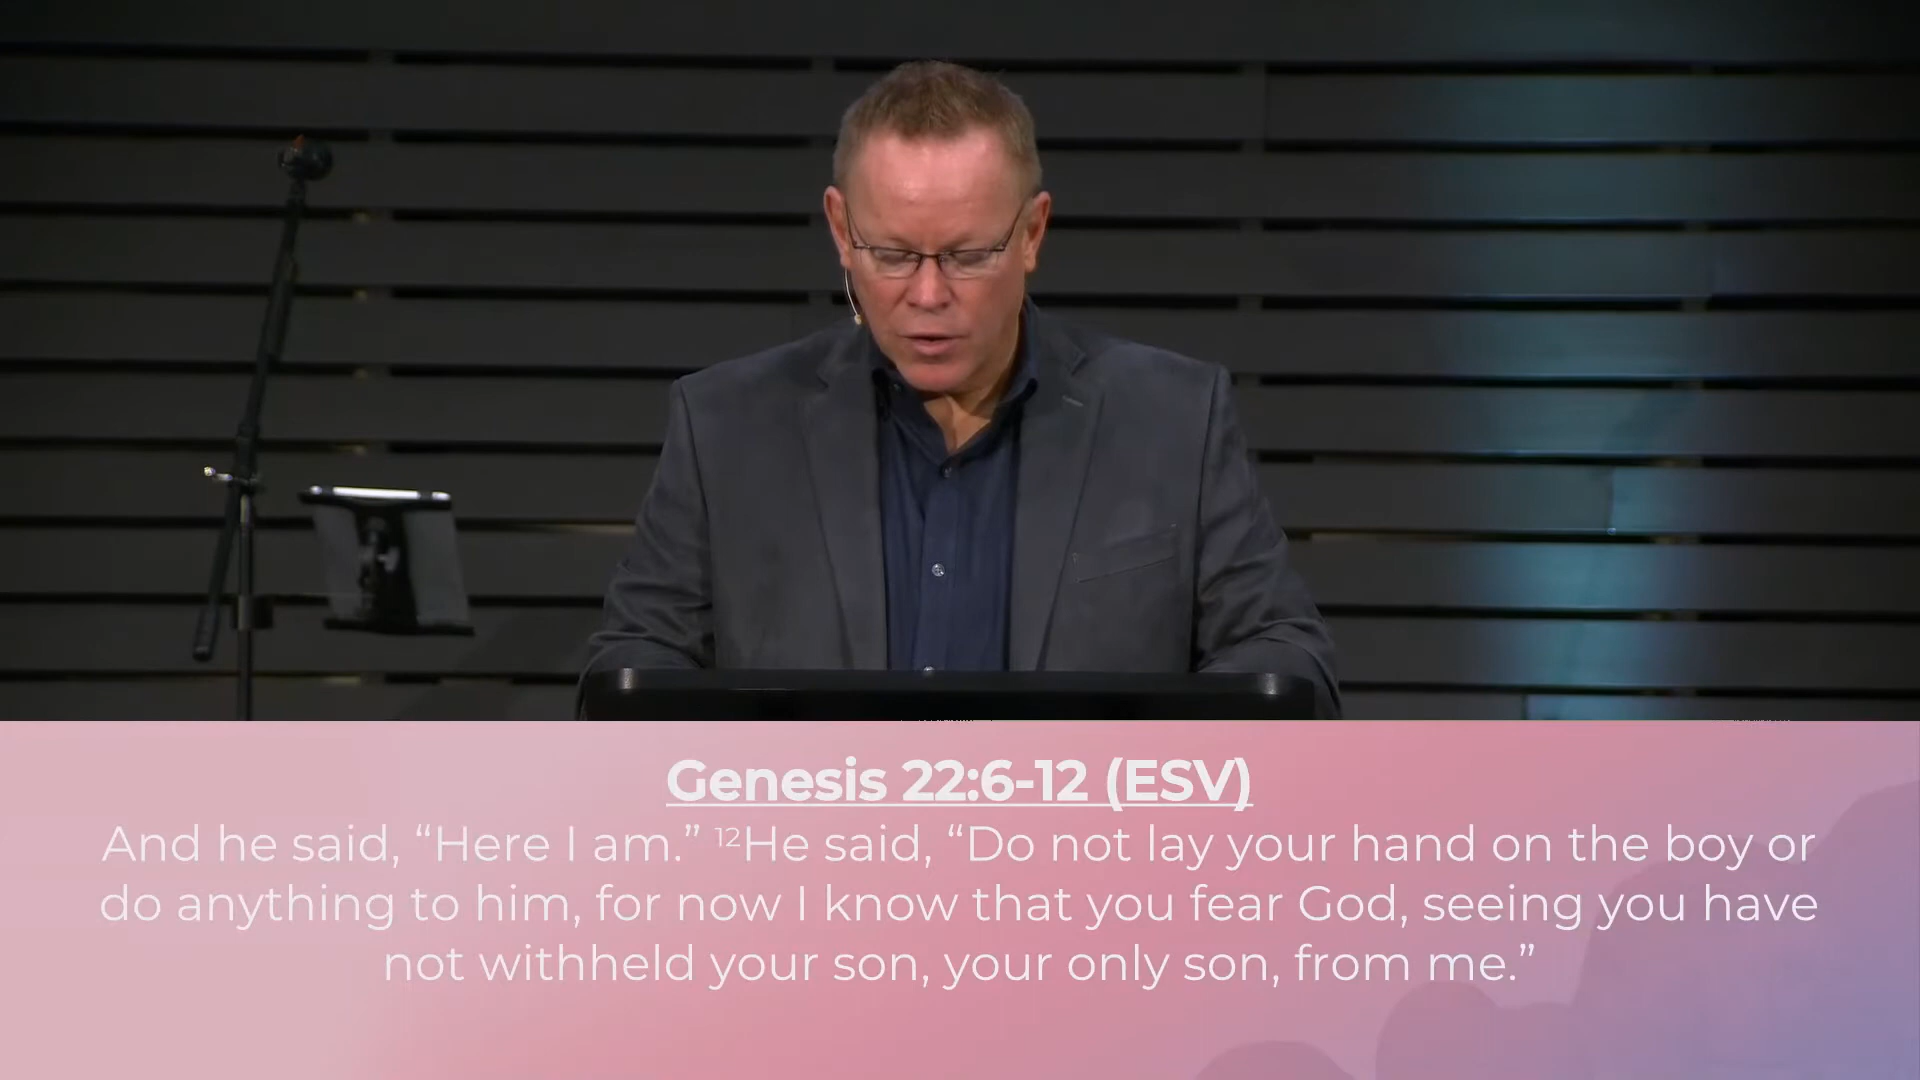 Genesis 22:6-12 (ESV)
And he said, “Here I am.” ¹²He said, “Do not lay your hand on the boy or
do anything to him, for now I know that you fear God, seeing you have
not withheld your son, your only son, from me.”